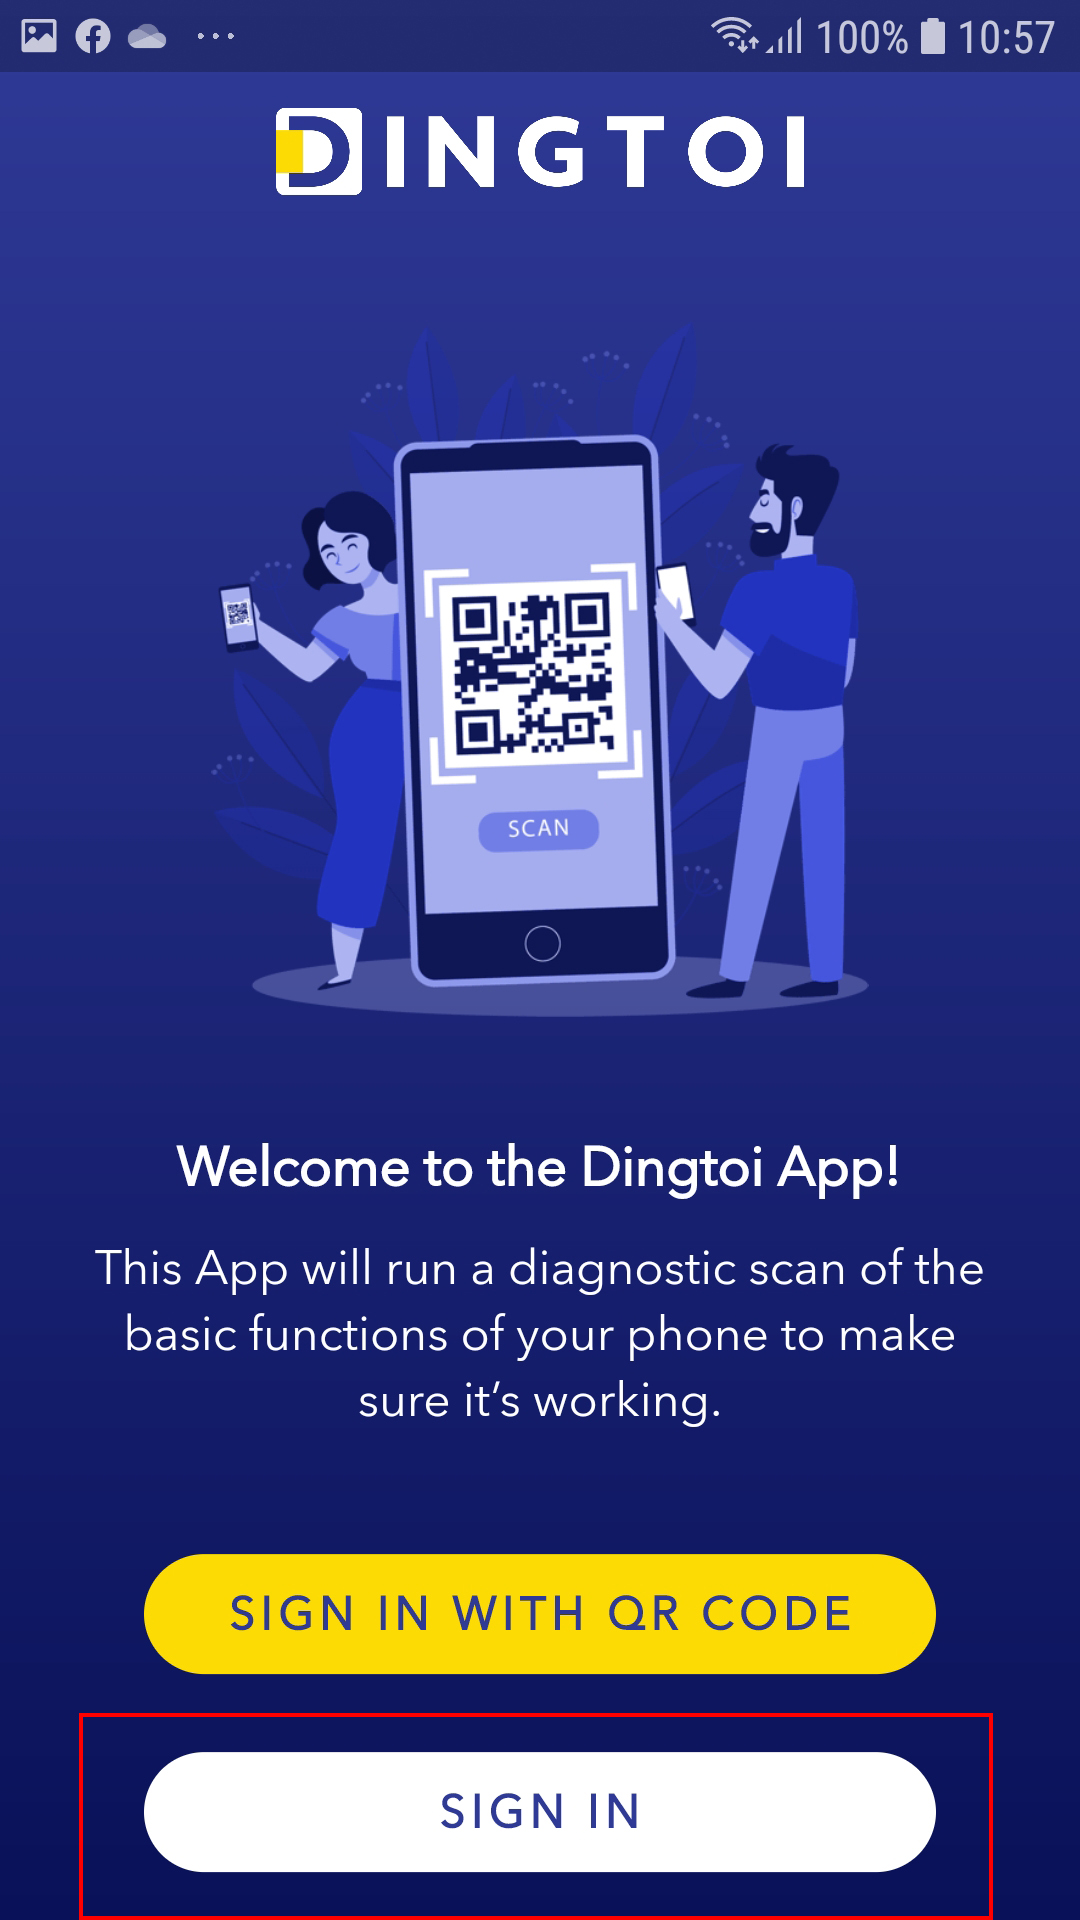 100% 10:57
DINGTOI
SCAN
Welcome to the Dingtoi App!
This App will run a diagnostic scan of the
basic functions of your phone to make
sure it’s working.
SIGN IN WITH QR CODE
SIGN IN